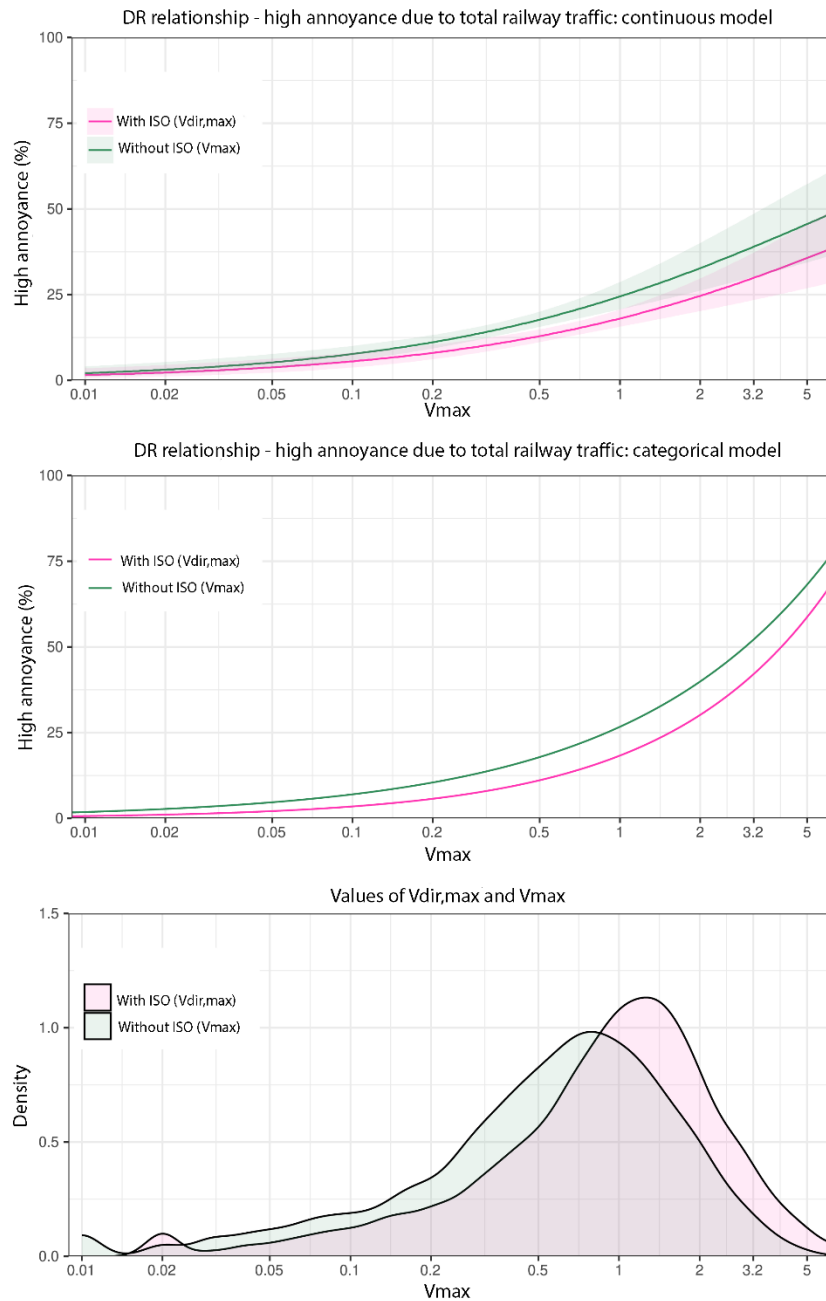 DR relationship - high annoyance due to total railway traffic: continuous model
100
75
50
25
0
High annoyance (%)
With ISO (Vdir,max)
Without ISO (Vmax)
0.01 0.02 0.05 0.1 0.2 0.5 1 2 3.2 5
Vmax
DR relationship - high annoyance due to total railway traffic: categorical model
100
75
50
25
0
High annoyance (%)
With ISO (Vdir,max)
Without ISO (Vmax)
0.01 0.02 0.05 0.1 0.2 0.5 1 2 3.2 5
Vmax
Values of Vdir,max and Vmax
1.5
1.0
0.5
0.0
Density
With ISO (Vdir,max)
Without ISO (Vmax)
0.01 0.02 0.05 0.1 0.2 0.5 1 2 3.2 5
Vmax